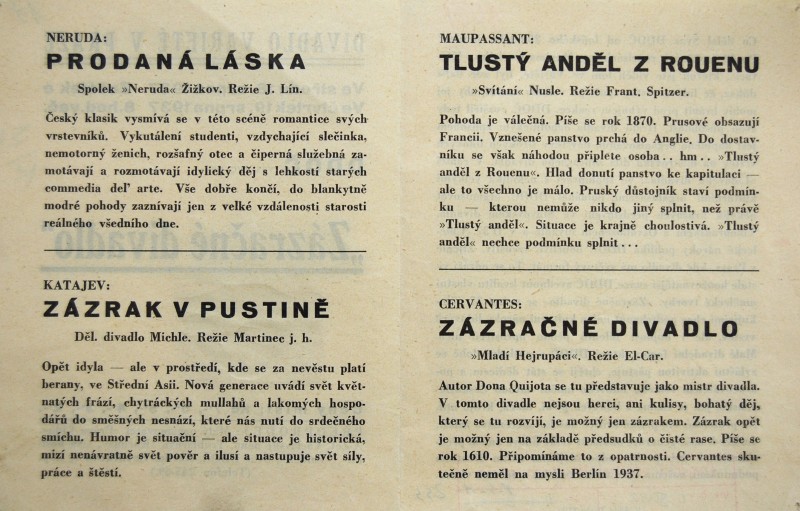 NERUDA:
PRODANÁ LÁSKA
Spolek »Neruda« Žižkov. Režie J. Lín.
Český klasik vysmívá se v této scéně romantice svých
vrstevníků. Vykutálení studenti, vzdychající slečinka,
nemotorný ženich, rozšafný otec a čiperná služebná za-
motávají a rozmotávají idylický děj s lehkostí starých
commedia del' arte. Vše dobře končí, do blankytně
modré pohody zaznívají jen z velké vzdálenosti starosti
reálného všedního dne.
KATAJEV:
ZÁZRAK V PUSTINĚ
Děl. divadlo Michle. Režie Martinec j. h.
Opět idyla — ale v prostředí, kde se za nevěstu platí
berany, ve Střední Asii. Nová generace uvádí svět květ-
natých frází, chytráckých mullahů a lakomých hospo-
dářů do směšných nesnází, které nás nutí do srdečného
smíchu. Humor je situační — ale situace je historická,
mizí nenávratně svět pověr a ilusí a nastupuje svět síly,
práce a štěstí.
MAUPASSANT:
TLUSTÝ ANDĚL Z ROUENU
»Svítání« Nusle. Režie Frant. Spitzer.
Pohoda je válečná. Píše se rok 1870. Prusové obsazují
Francii. Vznešené panstvo prchá do Anglie. Do dostav-
níku se však náhodou připlete osoba . . hm . . »Tlustý
anděl z Rouenu«. Hlad donutí panstvo ke kapitulaci —
ale to všechno je málo. Pruský důstojník staví podmín-
ku — kterou nemůže nikdo jiný splnit, než právě
»Tlustý anděl«. Situace je krajně choulostivá. »Tlustý
anděl« nechce podmínku splnit . . .
CERVANTES:
ZÁZRAČNÉ DIVADLO
»Mladí Hejrupáci«. Režie El-Car.
Autor Dona Quijota se tu představuje jako mistr divadla.
V tomto divadle nejsou herci, ani kulisy, bohatý děj,
který se tu rozvíjí, je možný jen zázrakem. Zázrak opět
je možný jen na základě předsudků o čisté rase. Píše se
rok 1610. Připomínáme to z opatrnosti. Cervantes sku-
tečně neměl na mysli Berlín 1937.